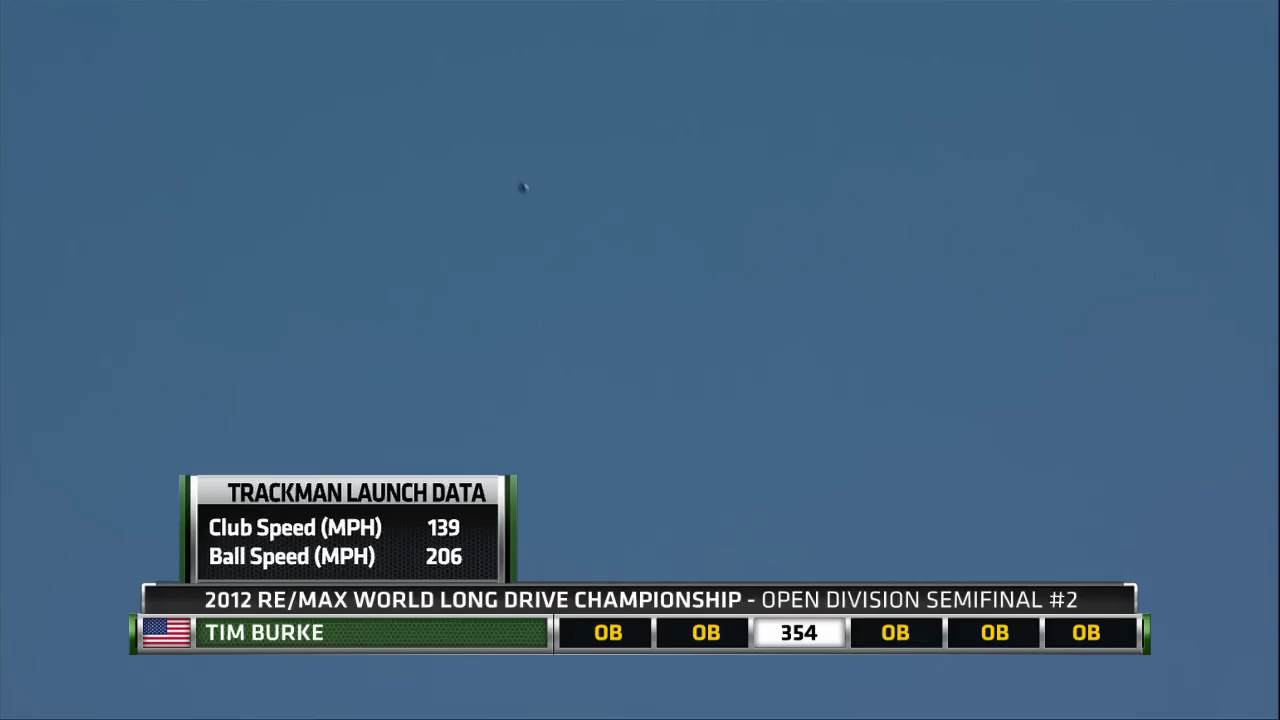 TRACKMAN LAUNCH DATA
Club Speed (MPH) 139
Ball Speed (MPH) 206
2012 RE/MAX WORLD LONG DRIVE CHAMPIONSHIP - OPEN DIVISION SEMIFINAL #2
TIM BURKE OB OB 354 OB OB OB